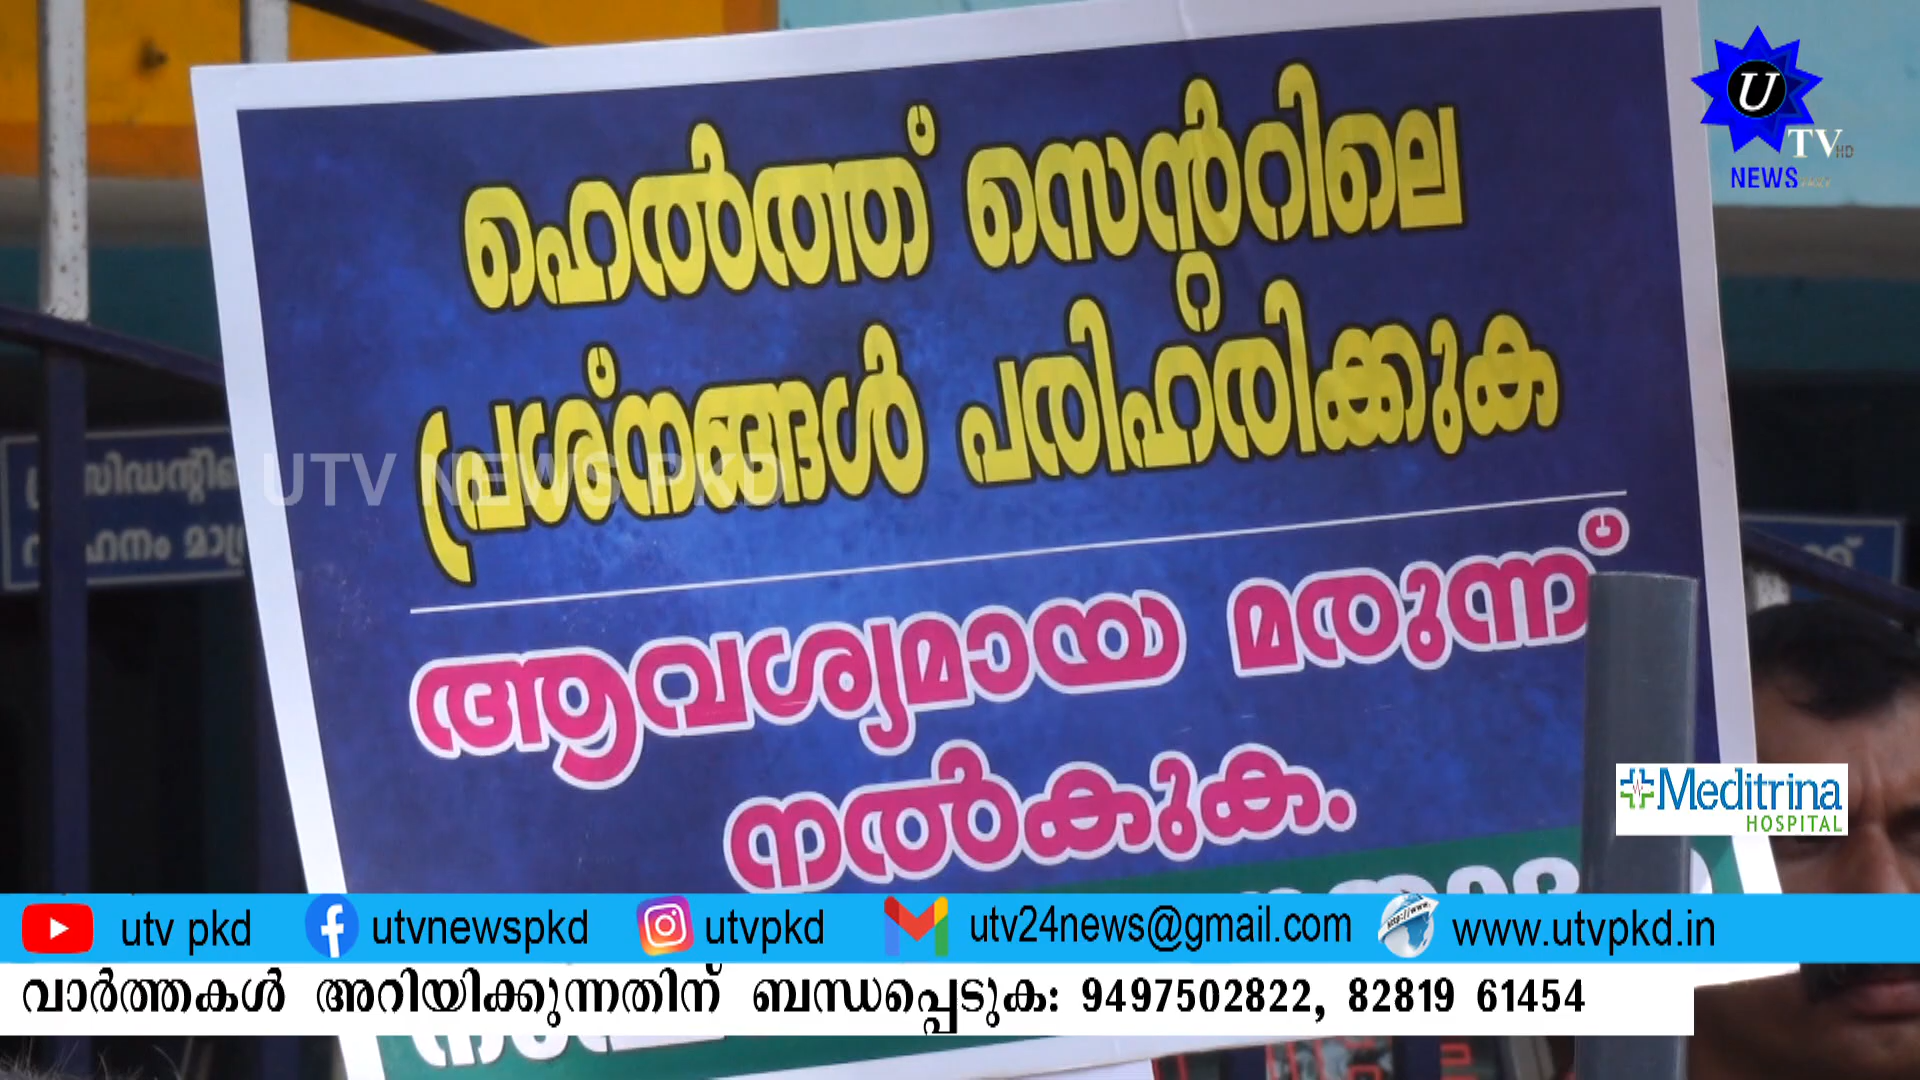 ഹെൽത്ത് സെന്ററിലെ
പ്രശ്നങ്ങൾ പരിഹരിക്കുക
ആവശ്യമായ മരുന്ന്
നൽകുക.
UTV NEWS PKD
U
TV HD
NEWS
Meditrina
HOSPITAL
utv pkd utvnewspkd utvpkd utv24news@gmail.com www.utvpkd.in
വാർത്തകൾ അറിയിക്കുന്നതിന് ബന്ധപ്പെടുക: 9497502822, 82819 61454